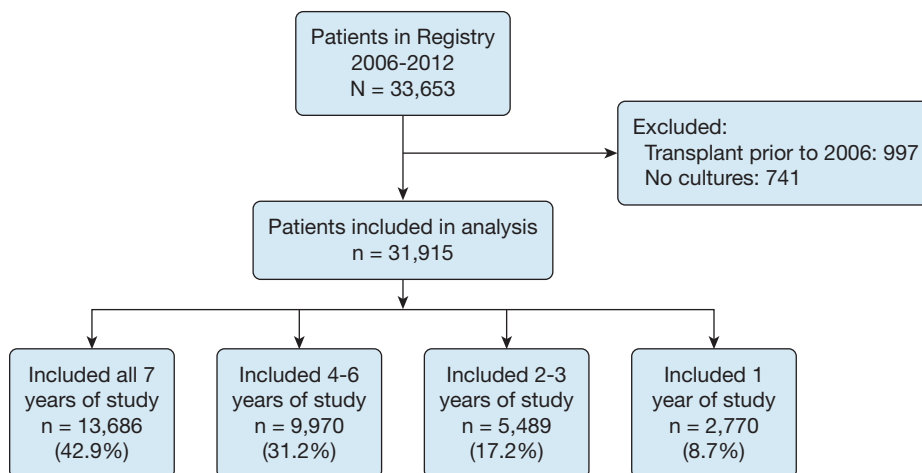 Patients in Registry
2006-2012
N = 33,653
Excluded:
Transplant prior to 2006: 997
No cultures: 741
Patients included in analysis
n = 31,915
Included all 7
years of study
n = 13,686
(42.9%)
Included 4-6
years of study
n = 9,970
(31.2%)
Included 2-3
years of study
n = 5,489
(17.2%)
Included 1
year of study
n = 2,770
(8.7%)